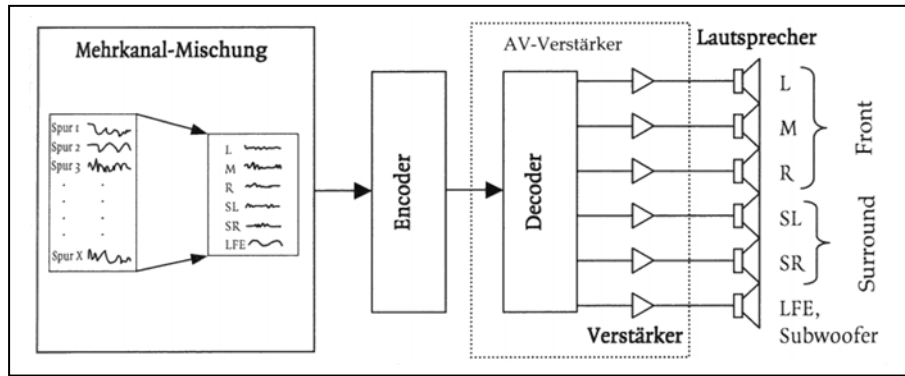 Mehrkanal-Mischung
Spur 1
Spur 2
Spur 3
Spur X
L
M
R
SL
SR
LFE
Encoder
AV-Verstärker
Decoder
Verstärker
Lautsprecher
L
M
R
Front
SL
SR
Surround
LFE,
Subwoofer